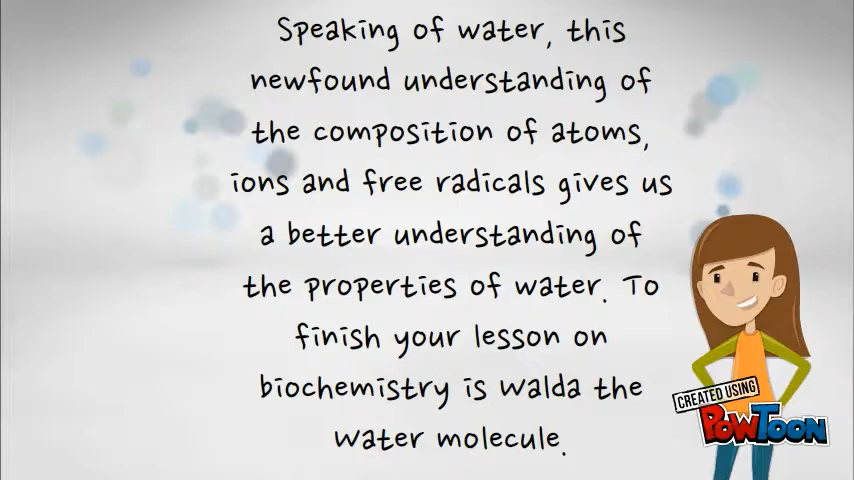 Speaking of water, this
newfound understanding of
the composition of atoms,
ions and free radicals gives us
a better understanding of
the properties of water. To
finish your lesson on
biochemistry is Walda the
water molecule.
CREATED USING
POWTOON